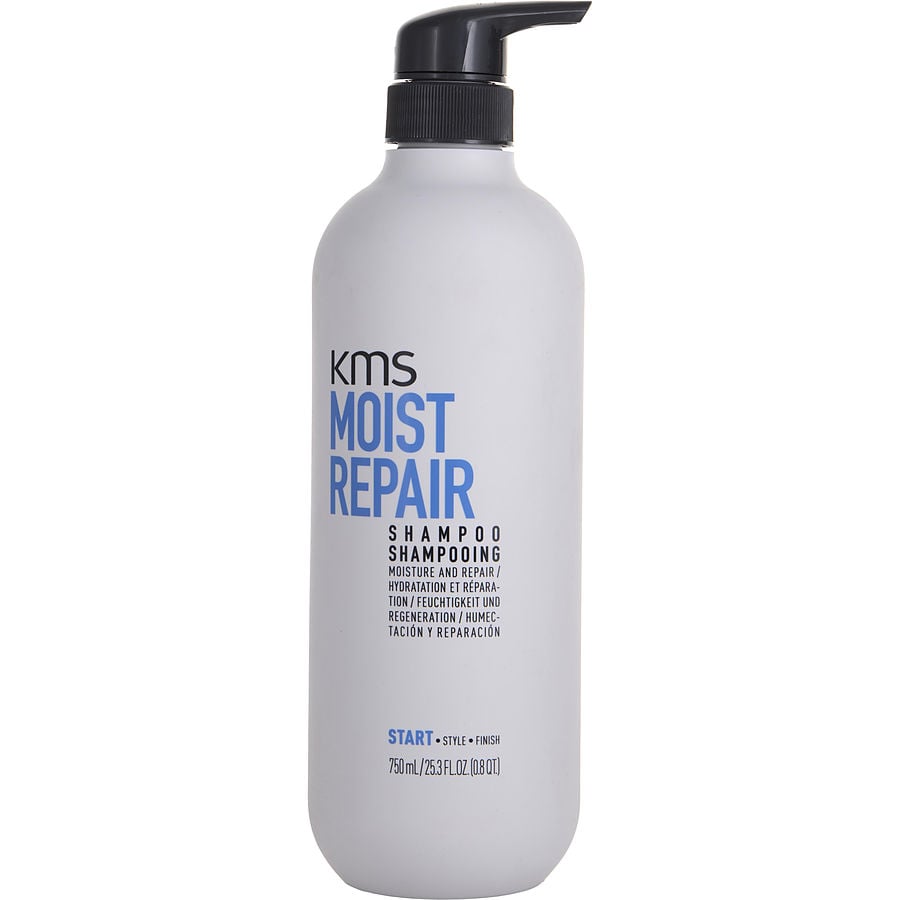 kms
MOIST
REPAIR
SHAMPOO
SHAMPOOING
MOISTURE AND REPAIR /
HYDRATATION ET RÉPARA-
TION / FEUCHTIGKEIT UND
REGENERATION / HUMEC-
TACIÓN Y REPARACIÓN
START • STYLE • FINISH
750 mL/25.3 FL.OZ.(0.8 QT.)